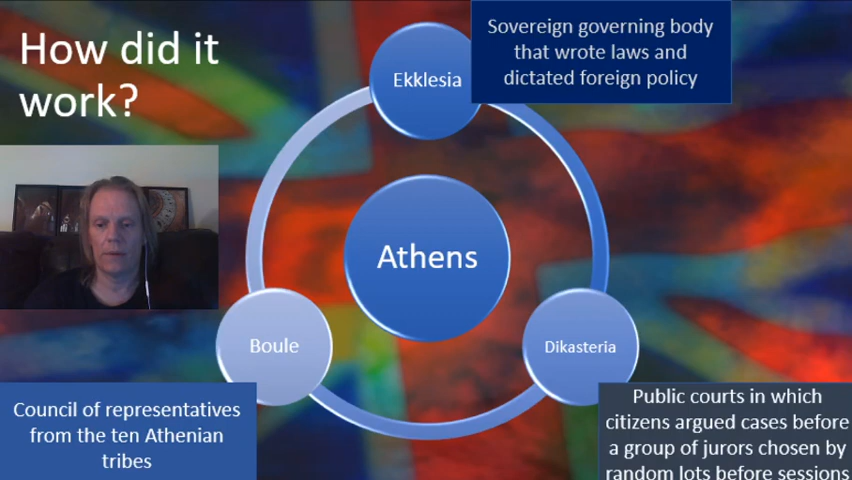 How did it
work?
Ekklesia
Sovereign governing body
that wrote laws and
dictated foreign policy
Athens
Boule
Dikasteria
Council of representatives
from the ten Athenian
tribes
Public courts in which
citizens argued cases before
a group of jurors chosen by
random lots before sessions